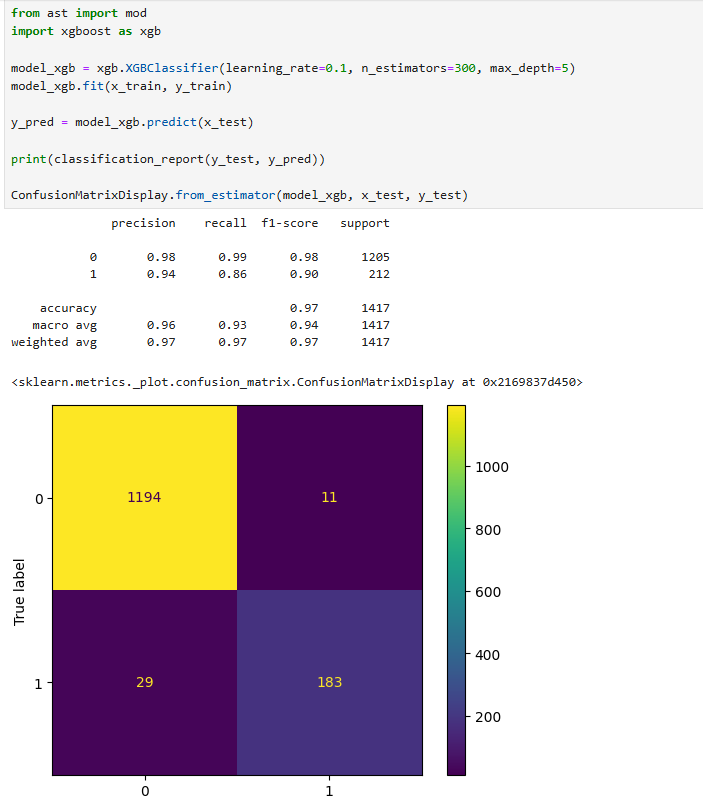 from ast import mod
import xgboost as xgb
model_xgb = xgb.XGBClassifier(learning_rate=0.1, n_estimators=300, max_depth=5)
model_xgb.fit(x_train, y_train)
y_pred = model_xgb.predict(x_test)
print(classification_report(y_test, y_pred))
ConfusionMatrixDisplay.from_estimator(model_xgb, x_test, y_test)
precision recall f1-score support
0 0.98 0.99 0.98 1205
1 0.94 0.86 0.90 212
accuracy 0.97 1417
macro avg 0.96 0.93 0.94 1417
weighted avg 0.97 0.97 0.97 1417
<sklearn.metrics._plot.confusion_matrix.ConfusionMatrixDisplay at 0x2169837d450>
1000
0 1194 11
800
600
True label
400
1 29 183
200
0 1